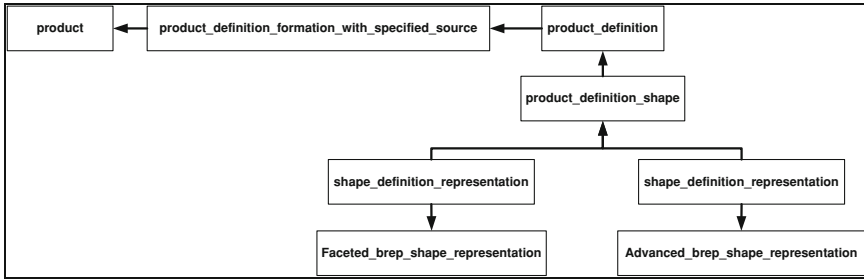 product
product_definition_formation_with_specified_source
product_definition
product_definition_shape
shape_definition_representation
shape_definition_representation
Faceted_brep_shape_representation
Advanced_brep_shape_representation